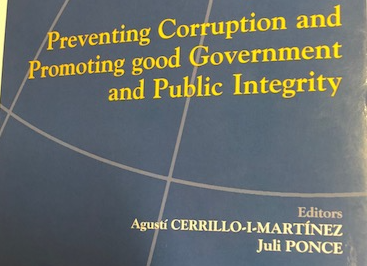 Preventing Corruption and
Promoting good Government
and Public Integrity
Editors
Agustí CERRILLO-I-MARTÍNEZ
Juli PONCE